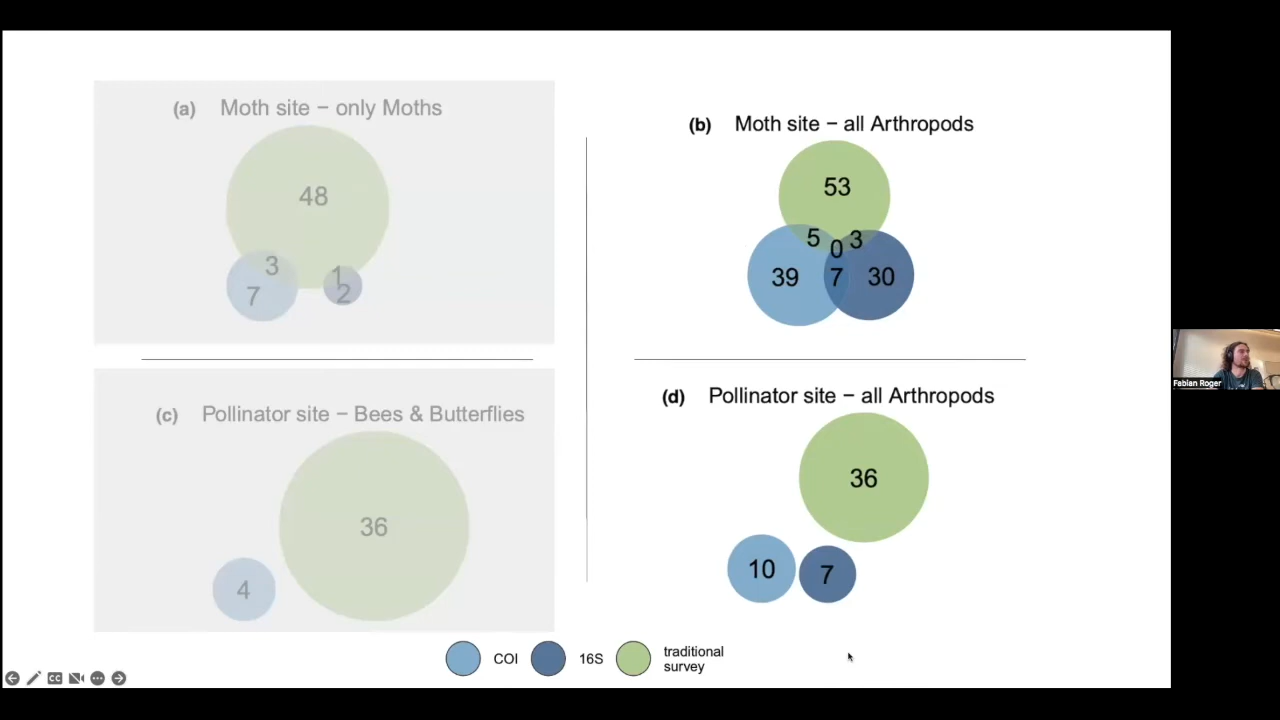 (a) Moth site − only Moths
48
3
1
7
2
(b) Moth site − all Arthropods
53
5
0
3
39
7
30
(c) Pollinator site − Bees & Butterflies
36
4
(d) Pollinator site − all Arthropods
36
10
7
COI
16S
traditional
survey
CC
Fabian Roger